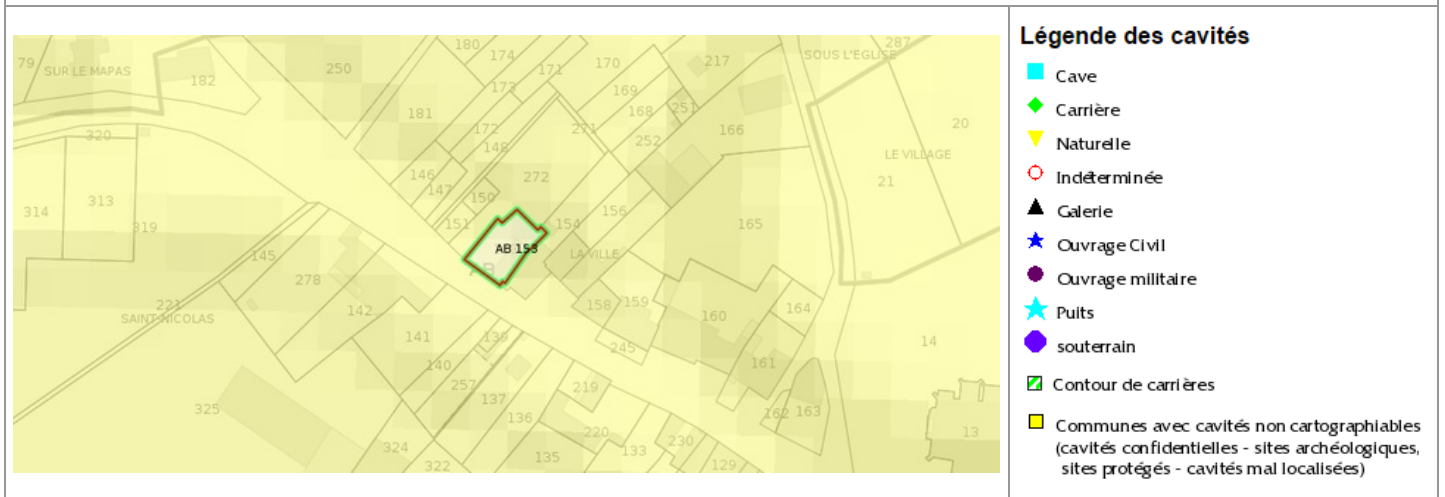 180
287
174
79
SUR LE MAPAS
250
171
170
217
SOUS L'EGLISE
182
173
169
168
251
181
20
320
172
271
166
252
148
LE VILLAGE
146
272
21
147
150
313
314
151
154
156
165
319
AB 153
LA VILLE
145
AB
278
221
142
158
159
164
SAINT-NICOLAS
160
141
139
14
245
140
161
257
219
137
325
136
162
163
220
230
13
324
133
135
322
129
Légende des cavités
Cave
Carrière
Naturelle
Indéterminée
Galerie
Ouvrage Civil
Ouvrage militaire
Puits
souterrain
Contour de carrières
Communes avec cavités non cartographiables
(cavités confidentielles - sites archéologiques,
sites protégés - cavités mal localisées)